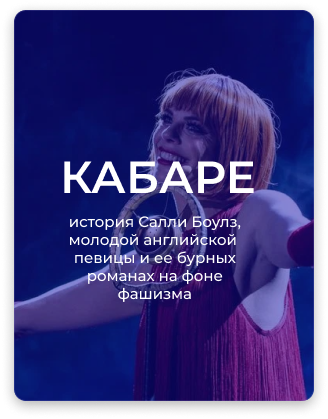 КАБАРЕ
история Салли Боулз,
молодой английской
певицы и ее бурных
романах на фоне
фашизма